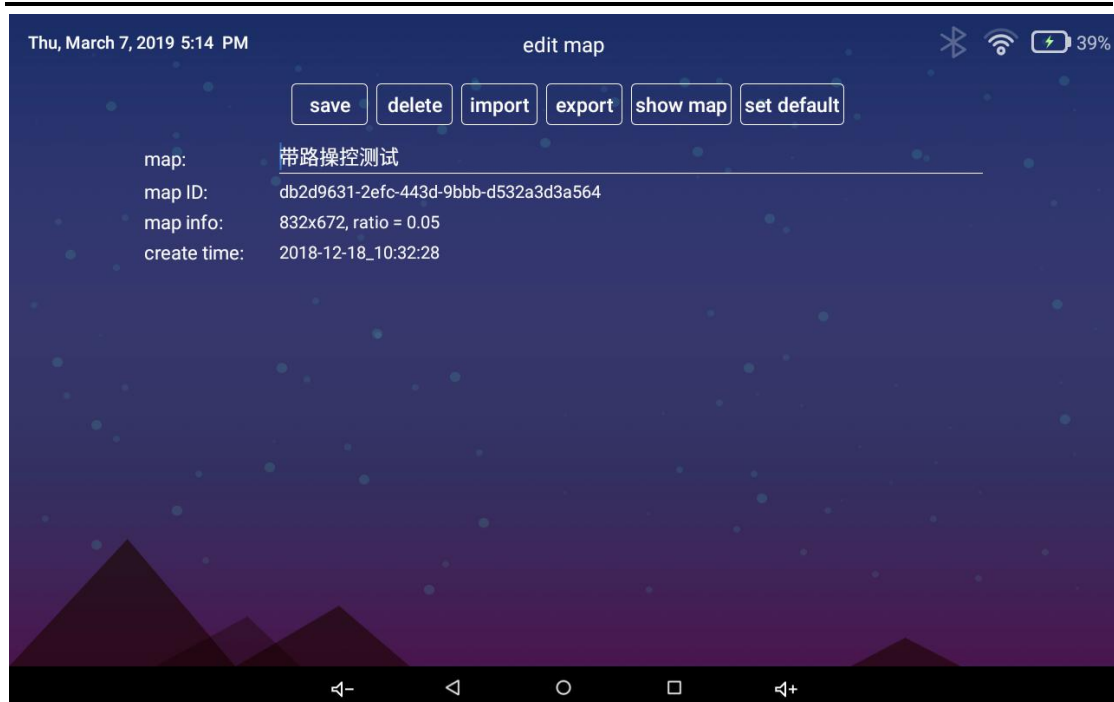 Thu, March 7, 2019 5:14 PM edit map 39%
save delete import export show map set default
map: 带路操控测试
map ID: db2d9631-2efc-443d-9bbb-d532a3d3a564
map info: 832x672, ratio = 0.05
create time: 2018-12-18_10:32:28